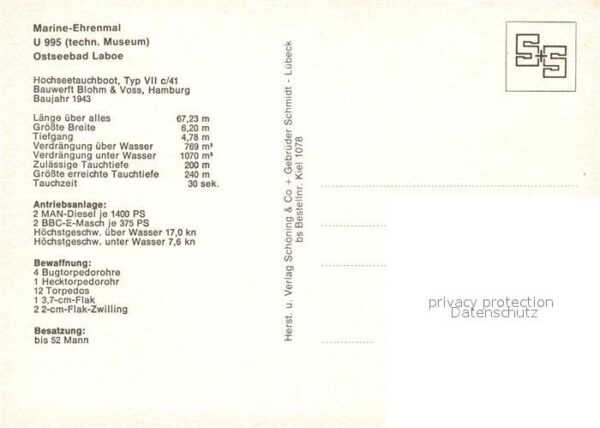 Marine-Ehrenmal
U 995 (techn. Museum)
Ostseebad Laboe
Hochseetauchboot, Typ VII c/41
Bauwerft Blohm & Voss, Hamburg
Baujahr 1943
Länge über alles 67,23 m
Größte Breite 6,20 m
Tiefgang 4,78 m
Verdrängung über Wasser 769 m³
Verdrängung unter Wasser 1070 m³
Zulässige Tauchtiefe 200 m
Größte erreichte Tauchtiefe 240 m
Tauchzeit 30 sek.
Antriebsanlage:
2 MAN-Diesel je 1400 PS
2 BBC-E-Masch je 375 PS
Höchstgeschw. über Wasser 17,0 kn
Höchstgeschw. unter Wasser 7,6 kn
Bewaffnung:
4 Bugtorpedorohre
1 Hecktorpedorohr
12 Torpedos
1 3,7-cm-Flak
2 2-cm-Flak-Zwilling
Besatzung:
bis 52 Mann
Herst. u. Verlag Schöning & Co + Gebrüder Schmidt - Lübeck
bs Bestellnr. Kiel 1078
S+S
privacy protection
Datenschutz